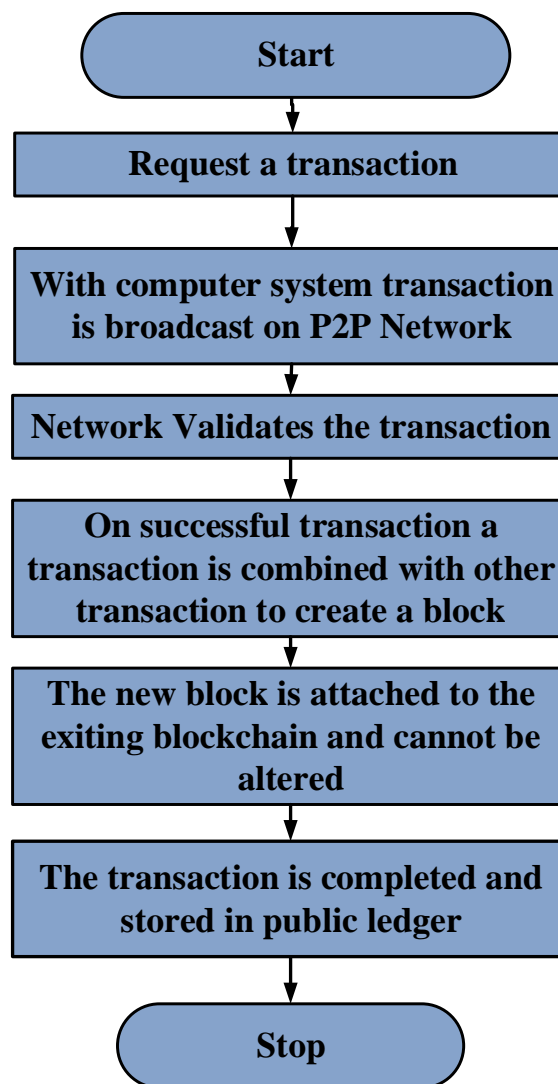 Start
Request a transaction
With computer system transaction
is broadcast on P2P Network
Network Validates the transaction
On successful transaction a
transaction is combined with other
transaction to create a block
The new block is attached to the
exiting blockchain and cannot be
altered
The transaction is completed and
stored in public ledger
Stop